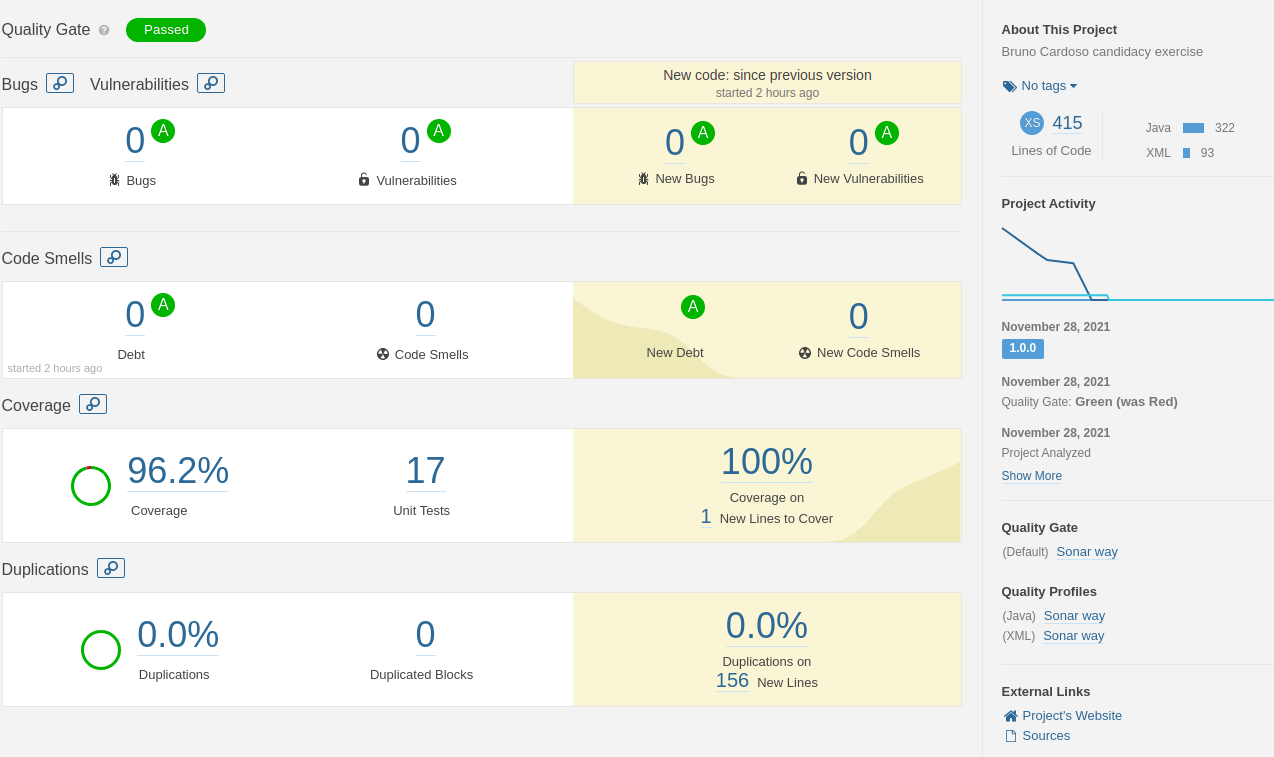 Quality Gate ? Passed
Bugs Vulnerabilities
New code: since previous version
started 2 hours ago
0 A
Bugs
0 A
Vulnerabilities
0 A
New Bugs
0 A
New Vulnerabilities
Code Smells
0 A
Debt
started 2 hours ago
0
Code Smells
A
New Debt
0
New Code Smells
Coverage
96.2%
Coverage
17
Unit Tests
100%
Coverage on
1 New Lines to Cover
Duplications
0.0%
Duplications
0
Duplicated Blocks
0.0%
Duplications on
156 New Lines
About This Project
Bruno Cardoso candidacy exercise
No tags
XS 415
Lines of Code
Java 322
XML 93
Project Activity
November 28, 2021
1.0.0
November 28, 2021
Quality Gate: Green (was Red)
November 28, 2021
Project Analyzed
Show More
Quality Gate
(Default) Sonar way
Quality Profiles
(Java) Sonar way
(XML) Sonar way
External Links
Project's Website
Sources